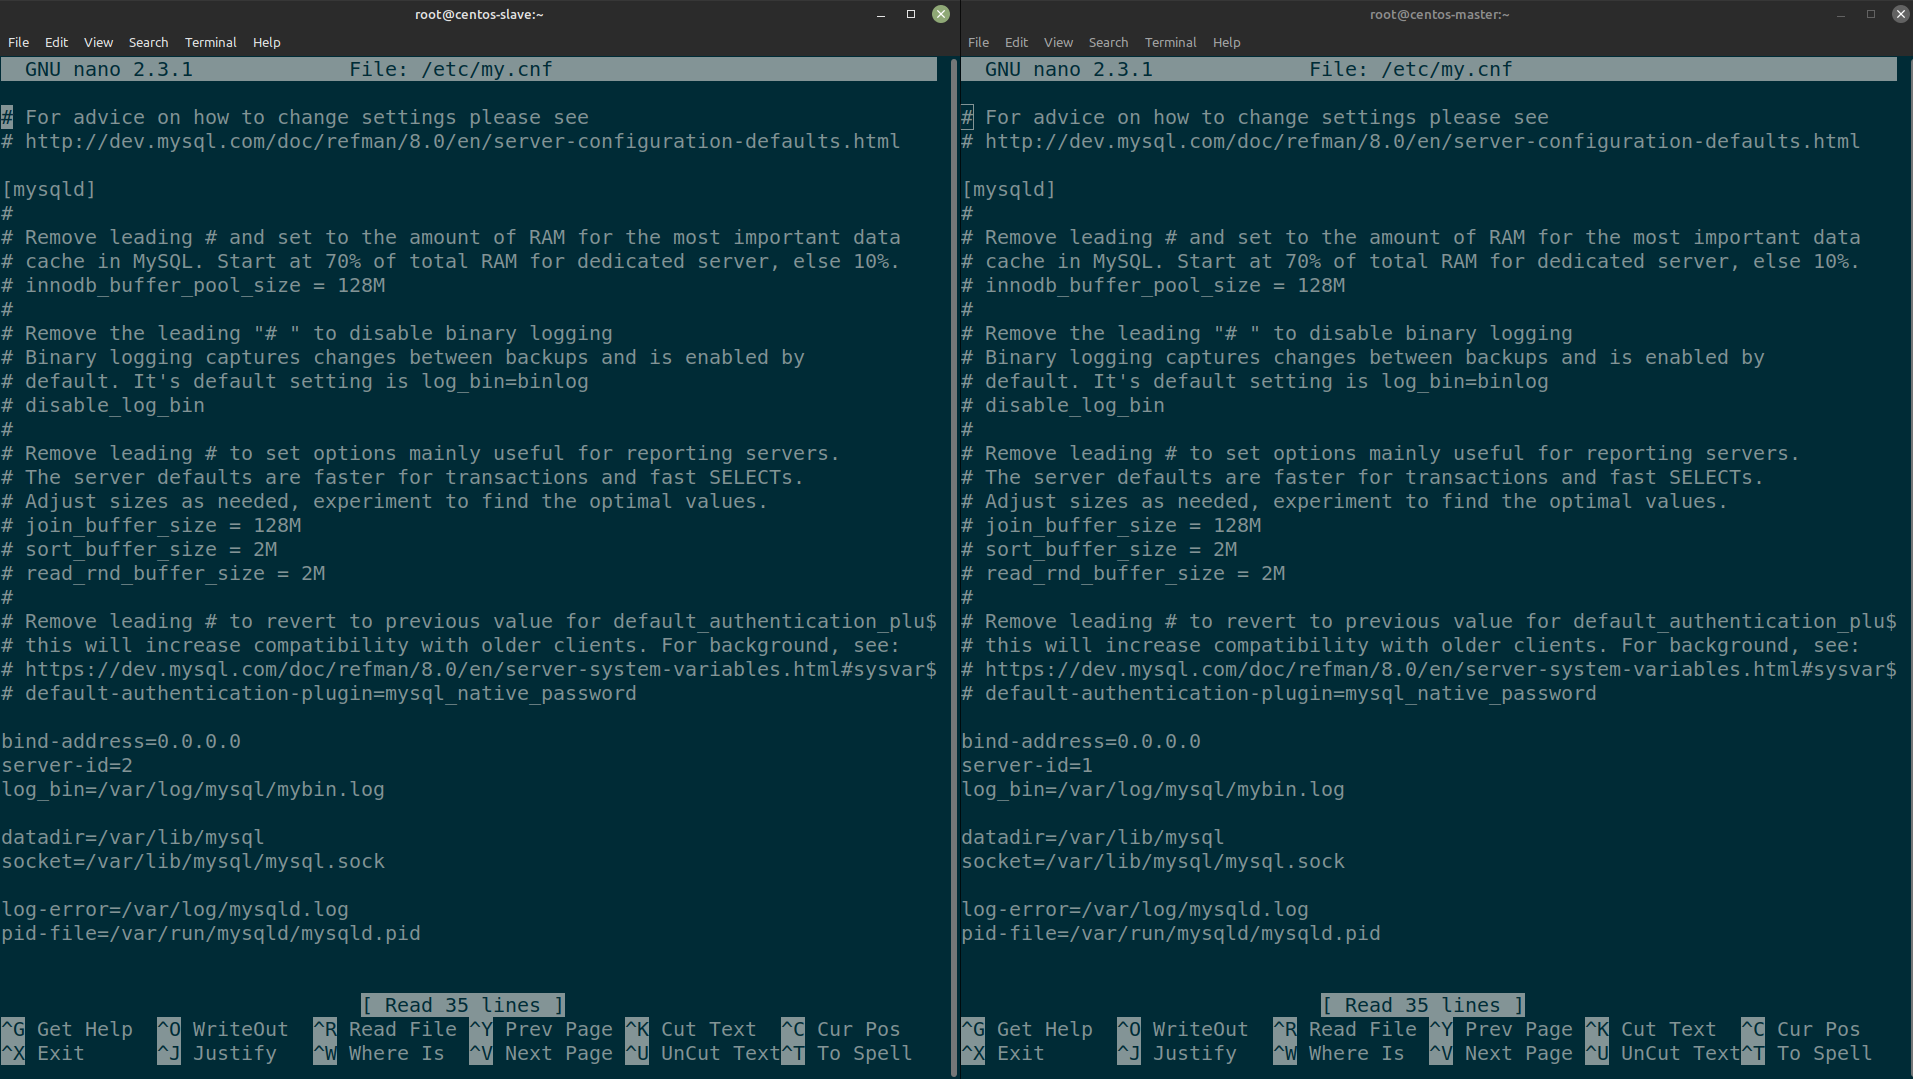 root@centos-slave:~
File Edit View Search Terminal Help
GNU nano 2.3.1 File: /etc/my.cnf
# For advice on how to change settings please see
# http://dev.mysql.com/doc/refman/8.0/en/server-configuration-defaults.html
[mysqld]
#
# Remove leading # and set to the amount of RAM for the most important data
# cache in MySQL. Start at 70% of total RAM for dedicated server, else 10%.
# innodb_buffer_pool_size = 128M
#
# Remove the leading "# " to disable binary logging
# Binary logging captures changes between backups and is enabled by
# default. It's default setting is log_bin=binlog
# disable_log_bin
#
# Remove leading # to set options mainly useful for reporting servers.
# The server defaults are faster for transactions and fast SELECTs.
# Adjust sizes as needed, experiment to find the optimal values.
# join_buffer_size = 128M
# sort_buffer_size = 2M
# read_rnd_buffer_size = 2M
#
# Remove leading # to revert to previous value for default_authentication_plu$
# this will increase compatibility with older clients. For background, see:
# https://dev.mysql.com/doc/refman/8.0/en/server-system-variables.html#sysvar$
# default-authentication-plugin=mysql_native_password
bind-address=0.0.0.0
server-id=2
log_bin=/var/log/mysql/mybin.log
datadir=/var/lib/mysql
socket=/var/lib/mysql/mysql.sock
log-error=/var/log/mysqld.log
pid-file=/var/run/mysqld/mysqld.pid
[ Read 35 lines ]
^G Get Help ^O WriteOut ^R Read File ^Y Prev Page ^K Cut Text ^C Cur Pos
^X Exit ^J Justify ^W Where Is ^V Next Page ^U UnCut Text ^T To Spell
root@centos-master:~
File Edit View Search Terminal Help
GNU nano 2.3.1 File: /etc/my.cnf
# For advice on how to change settings please see
# http://dev.mysql.com/doc/refman/8.0/en/server-configuration-defaults.html
[mysqld]
#
# Remove leading # and set to the amount of RAM for the most important data
# cache in MySQL. Start at 70% of total RAM for dedicated server, else 10%.
# innodb_buffer_pool_size = 128M
#
# Remove the leading "# " to disable binary logging
# Binary logging captures changes between backups and is enabled by
# default. It's default setting is log_bin=binlog
# disable_log_bin
#
# Remove leading # to set options mainly useful for reporting servers.
# The server defaults are faster for transactions and fast SELECTs.
# Adjust sizes as needed, experiment to find the optimal values.
# join_buffer_size = 128M
# sort_buffer_size = 2M
# read_rnd_buffer_size = 2M
#
# Remove leading # to revert to previous value for default_authentication_plu$
# this will increase compatibility with older clients. For background, see:
# https://dev.mysql.com/doc/refman/8.0/en/server-system-variables.html#sysvar$
# default-authentication-plugin=mysql_native_password
bind-address=0.0.0.0
server-id=1
log_bin=/var/log/mysql/mybin.log
datadir=/var/lib/mysql
socket=/var/lib/mysql/mysql.sock
log-error=/var/log/mysqld.log
pid-file=/var/run/mysqld/mysqld.pid
[ Read 35 lines ]
^G Get Help ^O WriteOut ^R Read File ^Y Prev Page ^K Cut Text ^C Cur Pos
^X Exit ^J Justify ^W Where Is ^V Next Page ^U UnCut Text ^T To Spell